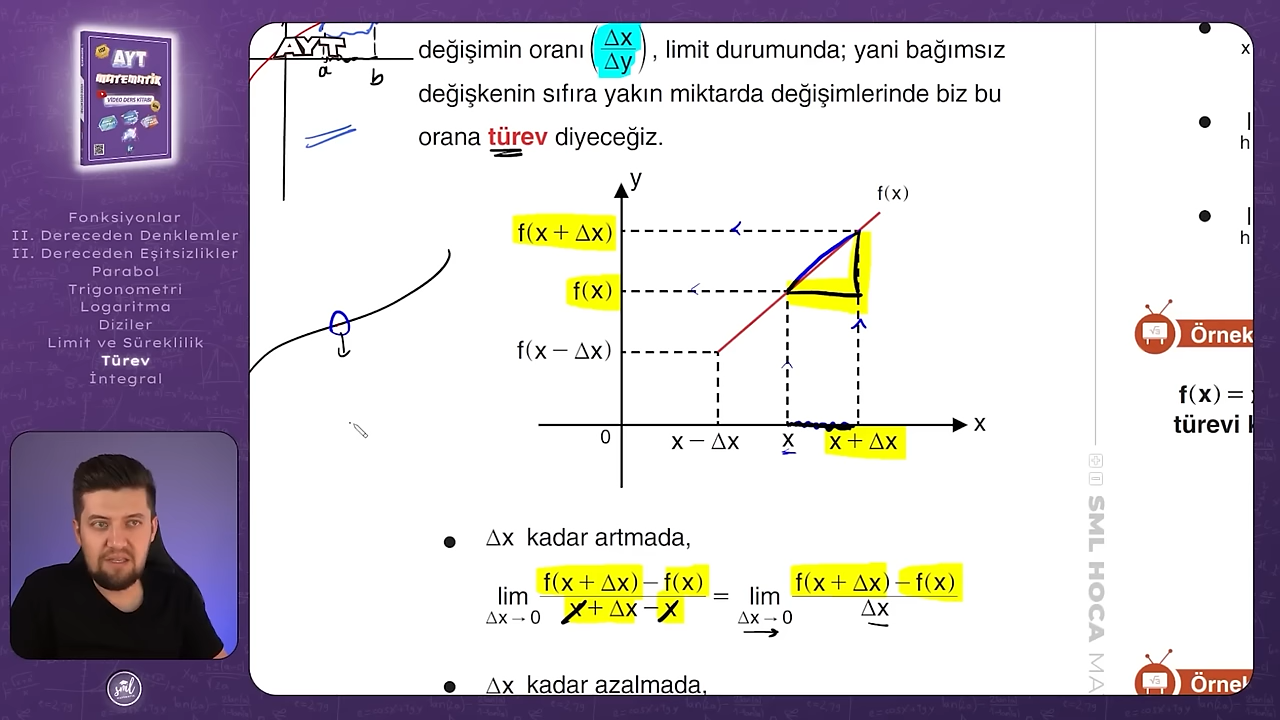 AYT
MATEMATİK
VİDEO DERS KİTABI
Fonksiyonlar
II. Dereceden Denklemler
II. Dereceden Eşitsizlikler
Parabol
Trigonometri
Logaritma
Diziler
Limit ve Süreklilik
Türev
İntegral
sml
AYT
a
b
değişimin oranı (Δx/Δy), limit durumunda; yani bağımsız
değişkenin sıfıra yakın miktarda değişimlerinde biz bu
orana türev diyeceğiz.
y
f(x)
f(x + Δx)
f(x)
f(x − Δx)
0
x − Δx
x
x + Δx
x
• Δx kadar artmada,
lim Δx→0 f(x + Δx) − f(x) / x + Δx − x = lim Δx→0 f(x + Δx) − f(x) / Δx
• Δx kadar azalmada,
SML HOCA MA
x
h
h
Örnek
f(x) =
türevi
Örnek